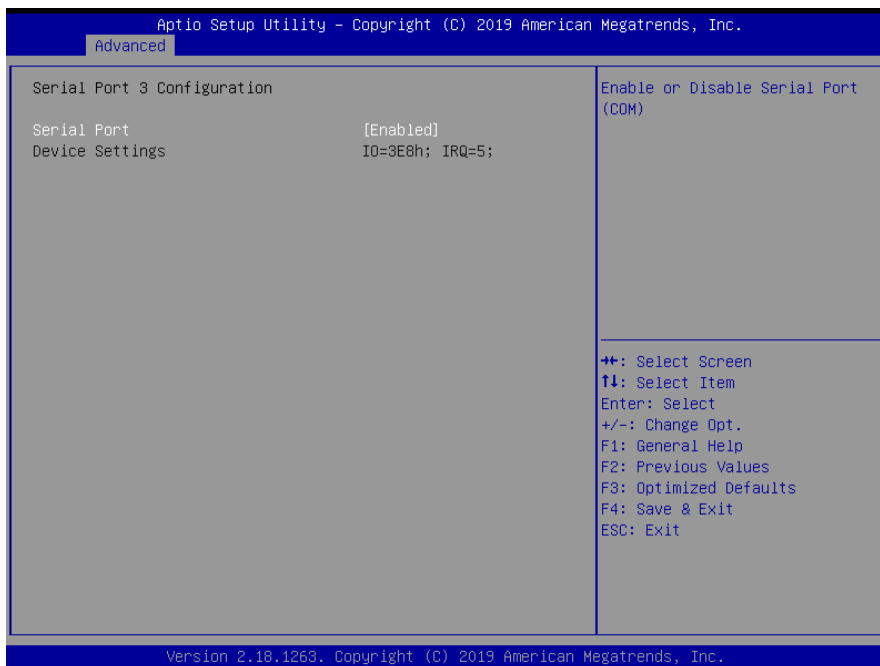 Aptio Setup Utility – Copyright (C) 2019 American Megatrends, Inc.
Advanced
Serial Port 3 Configuration
Serial Port [Enabled]
Device Settings IO=3E8h; IRQ=5;
Enable or Disable Serial Port
(COM)
→←: Select Screen
↑↓: Select Item
Enter: Select
+/-: Change Opt.
F1: General Help
F2: Previous Values
F3: Optimized Defaults
F4: Save & Exit
ESC: Exit
Version 2.18.1263. Copyright (C) 2019 American Megatrends, Inc.